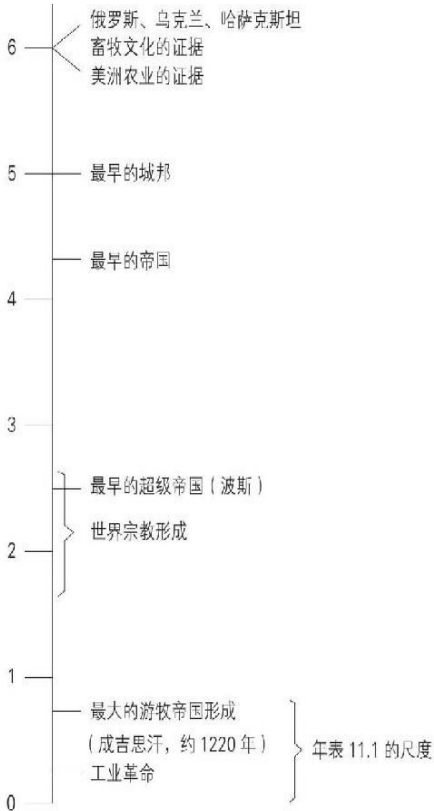 俄罗斯、乌克兰、哈萨克斯坦
6 畜牧文化的证据
美洲农业的证据
5 最早的城邦
最早的帝国
4
3
最早的超级帝国（波斯）
世界宗教形成
2
1
最大的游牧帝国形成
（成吉思汗，约1220年） 年表11.1的尺度
工业革命
0